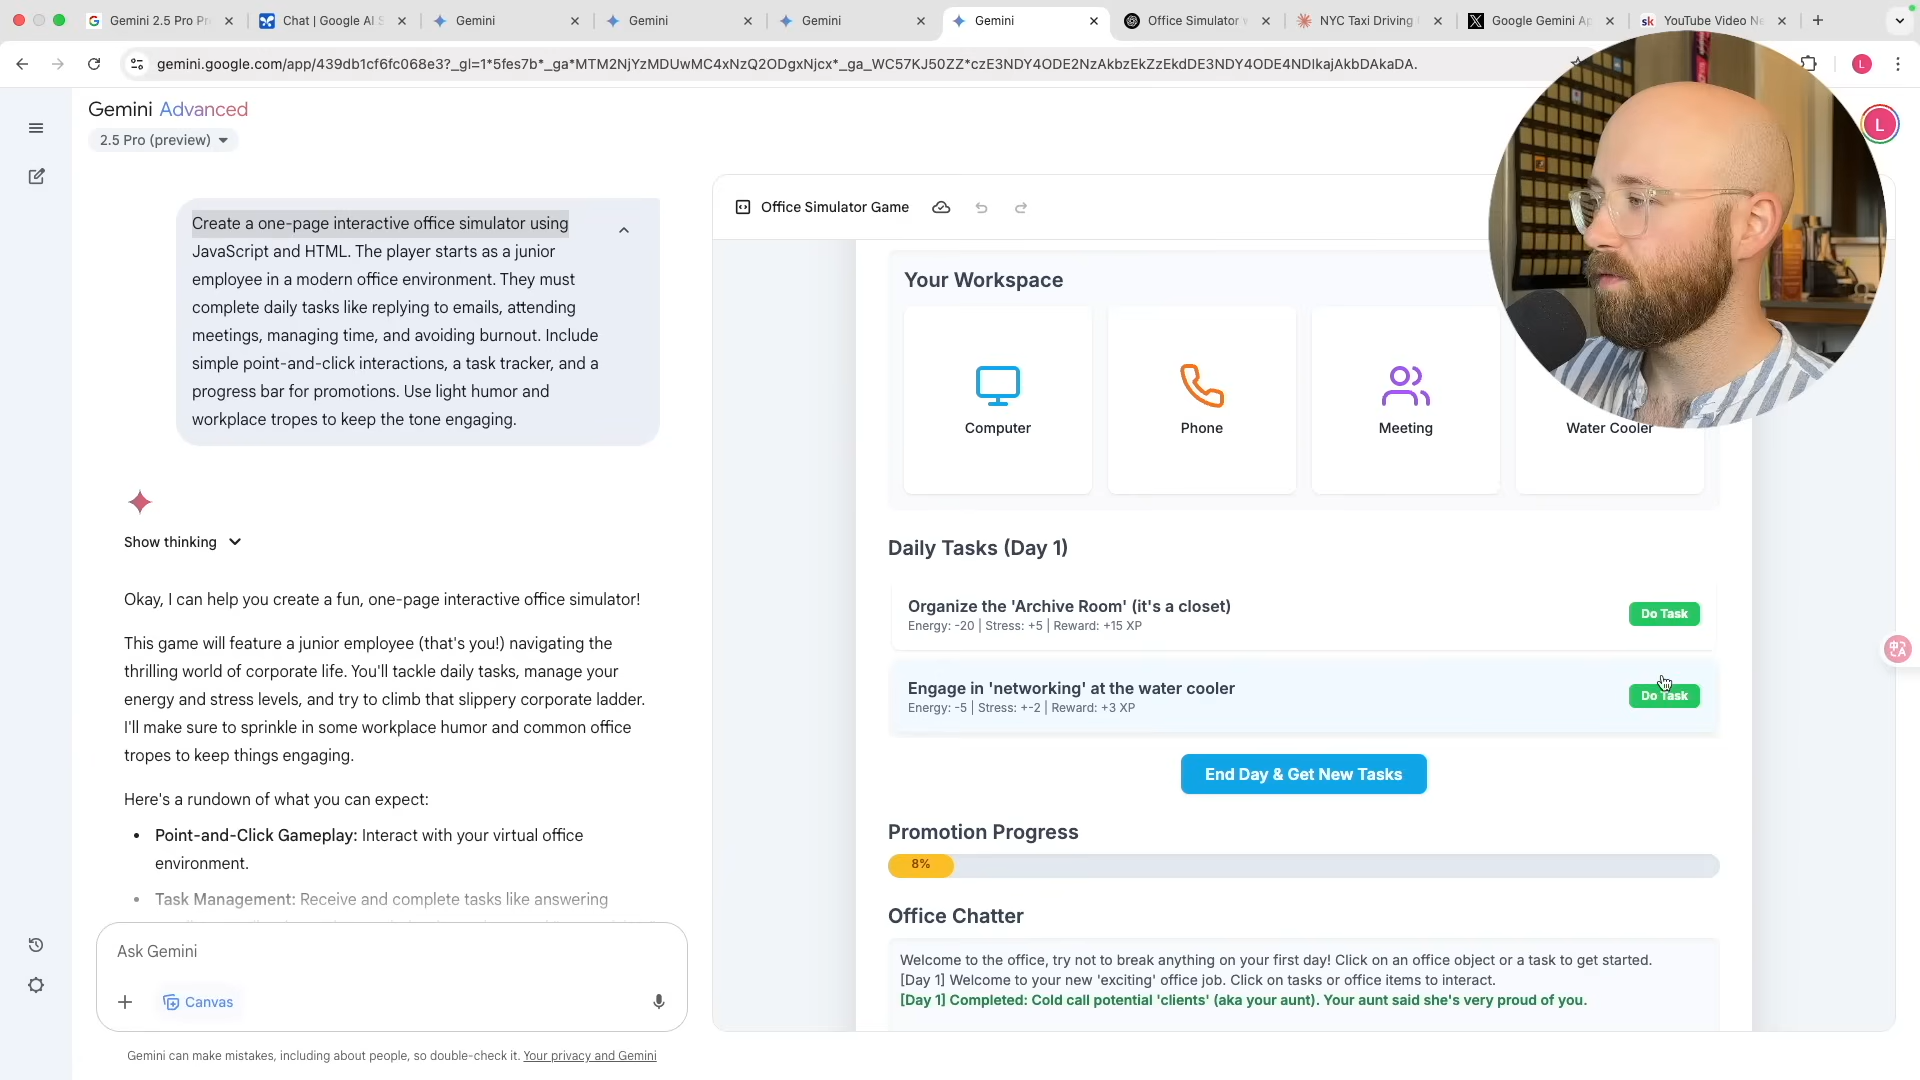 Gemini 2.5 Pro Pr
Chat | Google AI S
Gemini
Gemini
Gemini
Gemini
Office Simulator w
NYC Taxi Driving
Google Gemini Ap
YouTube Video Ne
gemini.google.com/app/439db1cf6fc068e3?_gl=1*5fes7b*_ga*MTM2NjYzMDUwMC4xNzQ2ODgxNjcx*_ga_WC57KJ50ZZ*czE3NDY4ODE2NzAkbzEkZzEkdDE3NDY4ODE4NDIkajAkbDAkaDA.
Gemini Advanced
2.5 Pro (preview)
Create a one-page interactive office simulator using
JavaScript and HTML. The player starts as a junior
employee in a modern office environment. They must
complete daily tasks like replying to emails, attending
meetings, managing time, and avoiding burnout. Include
simple point-and-click interactions, a task tracker, and a
progress bar for promotions. Use light humor and
workplace tropes to keep the tone engaging.
Show thinking
Okay, I can help you create a fun, one-page interactive office simulator!
This game will feature a junior employee (that's you!) navigating the
thrilling world of corporate life. You'll tackle daily tasks, manage your
energy and stress levels, and try to climb that slippery corporate ladder.
I'll make sure to sprinkle in some workplace humor and common office
tropes to keep things engaging.
Here's a rundown of what you can expect:
• Point-and-Click Gameplay: Interact with your virtual office
environment.
• Task Management: Receive and complete tasks like answering
Ask Gemini
Canvas
Gemini can make mistakes, including about people, so double-check it. Your privacy and Gemini
Office Simulator Game
Your Workspace
Computer
Phone
Meeting
Water Cooler
Daily Tasks (Day 1)
Organize the 'Archive Room' (it's a closet)
Energy: -20 | Stress: +5 | Reward: +15 XP
Do Task
Engage in 'networking' at the water cooler
Energy: -5 | Stress: +-2 | Reward: +3 XP
Do Task
End Day & Get New Tasks
Promotion Progress
8%
Office Chatter
Welcome to the office, try not to break anything on your first day! Click on an office object or a task to get started.
[Day 1] Welcome to your new 'exciting' office job. Click on tasks or office items to interact.
[Day 1] Completed: Cold call potential 'clients' (aka your aunt). Your aunt said she's very proud of you.
L
L